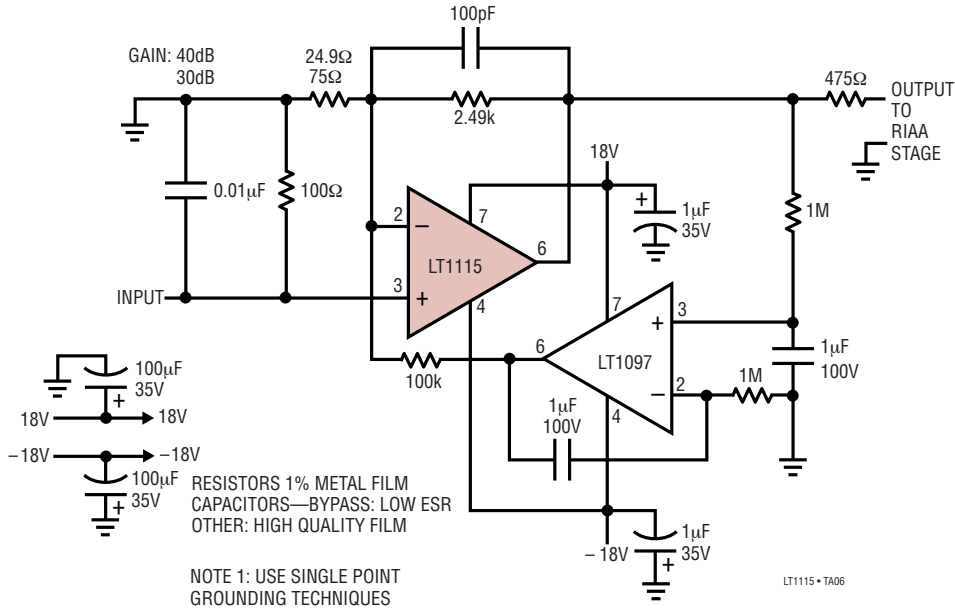 100pF
GAIN: 40dB
30dB
24.9Ω
75Ω
2.49k
475Ω
OUTPUT
TO
RIAA
STAGE
0.01μF
100Ω
18V
+
1μF
35V
1M
2
–
7
LT1115
6
3
+
4
INPUT
7
3
+
6
LT1097
2
–
4
1M
1μF
100V
100k
1μF
100V
100μF
35V
+
18V
18V
–18V
–18V
100μF
35V
+
RESISTORS 1% METAL FILM
CAPACITORS—BYPASS: LOW ESR
OTHER: HIGH QUALITY FILM
– 18V
1μF
35V
+
NOTE 1: USE SINGLE POINT
GROUNDING TECHNIQUES
LT1115 • TA06